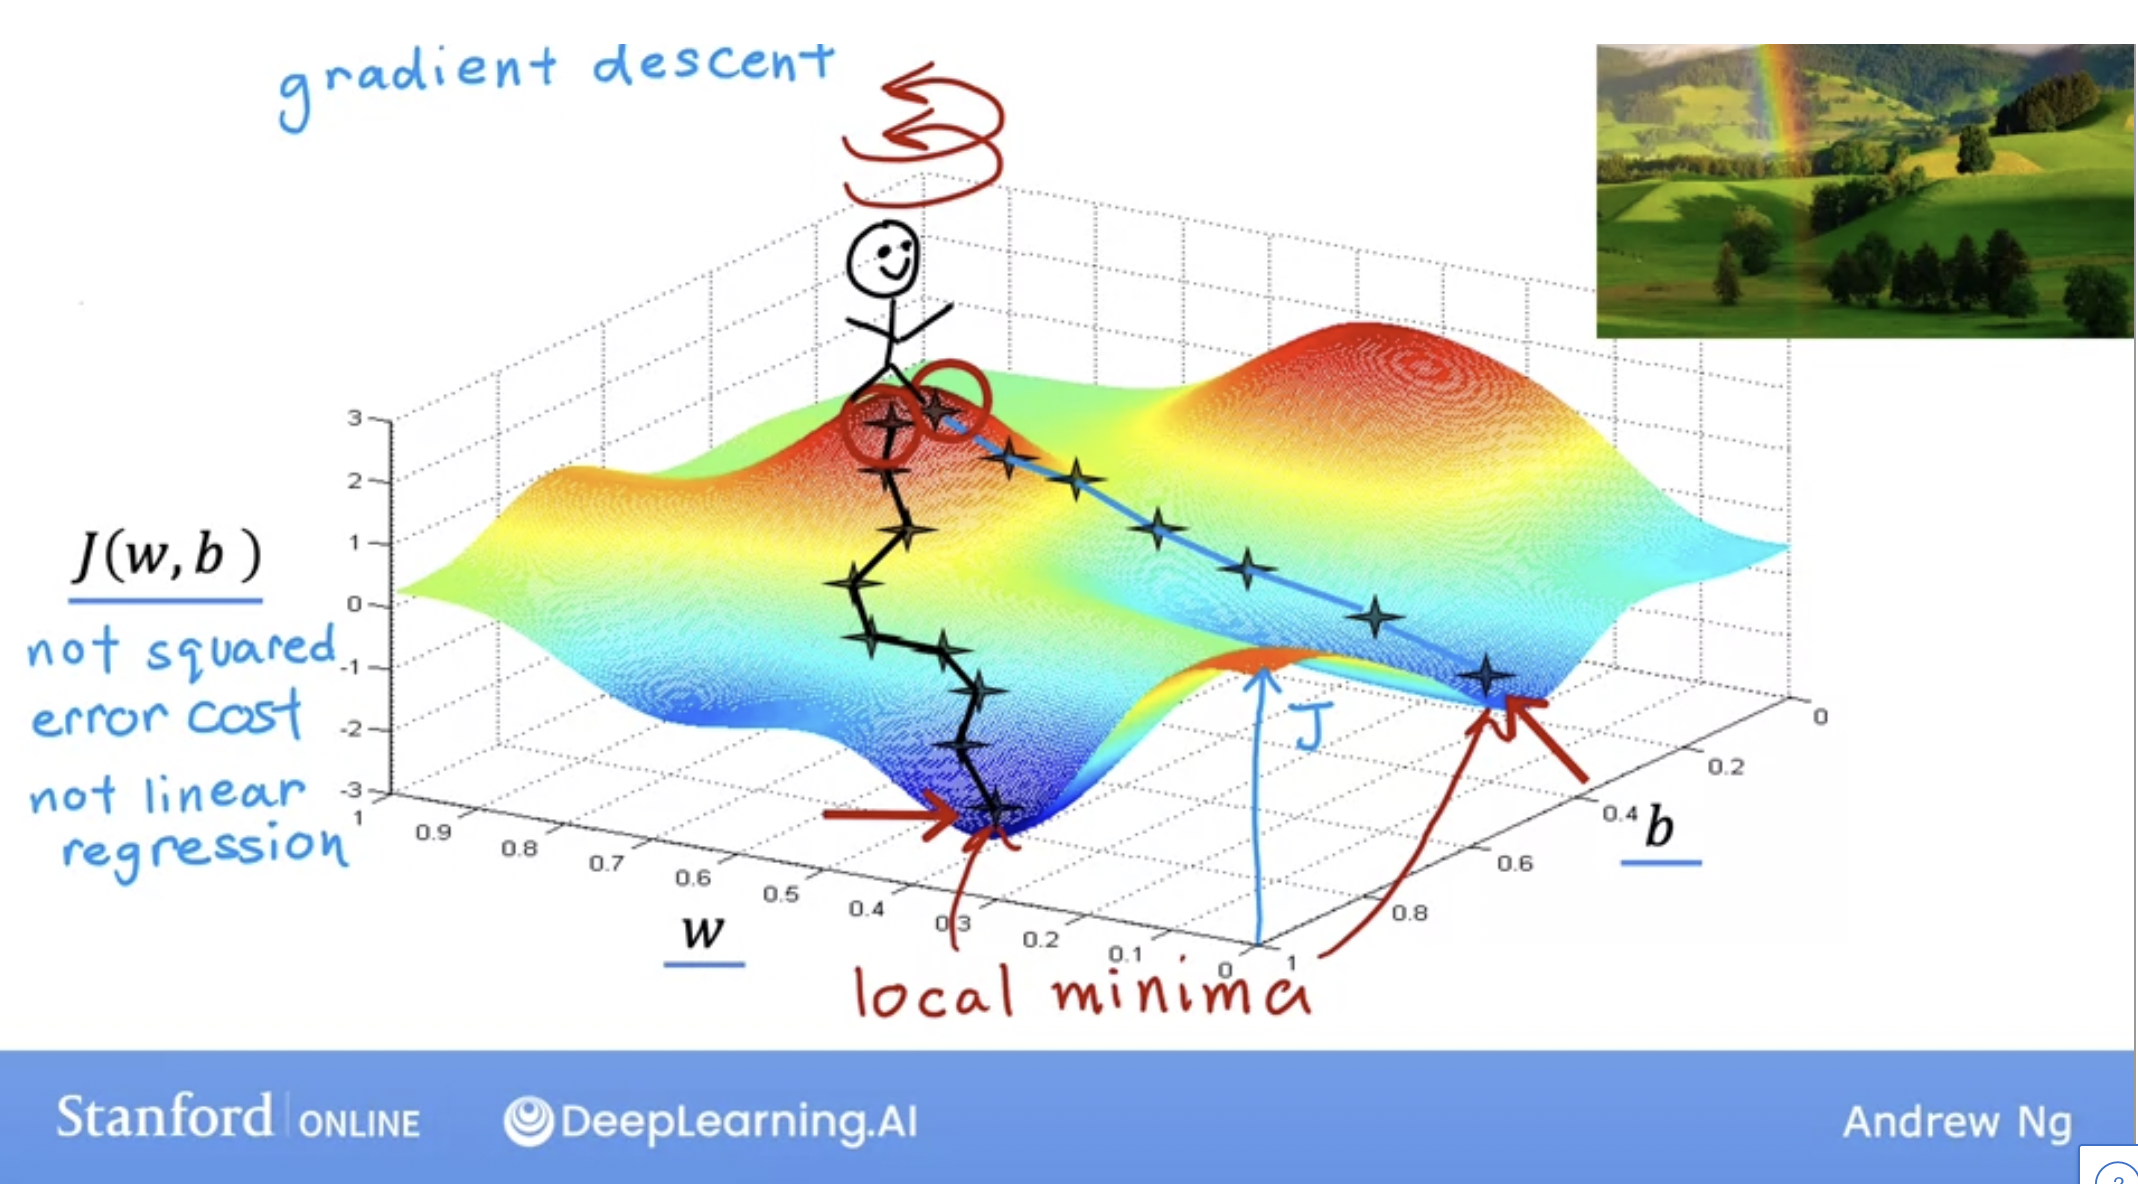 gradient descent
J(w, b )
not squared
error cost
not linear
regression
3
2
1
0
-1
-2
-3
1
0.9
0.8
0.7
0.6
0.5
0.4
0.3
0.2
0.1
0
w
1
0.8
0.6
0.4
0.2
0
b
J
local minima
Stanford | ONLINE
DeepLearning.AI
Andrew Ng